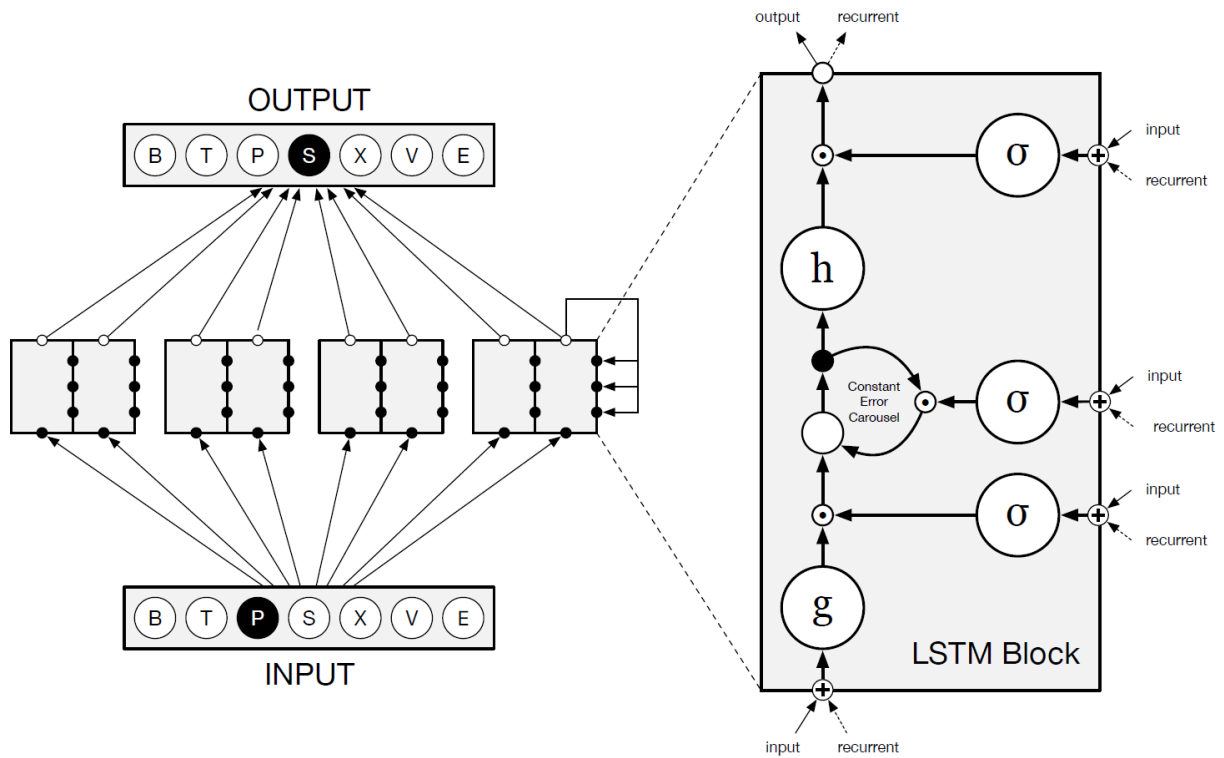 OUTPUT
B T P S X V E
B T P S X V E
INPUT
output recurrent
input
σ
recurrent
h
Constant
Error
Carousel
input
σ
recurrent
input
σ
recurrent
g
LSTM Block
input recurrent